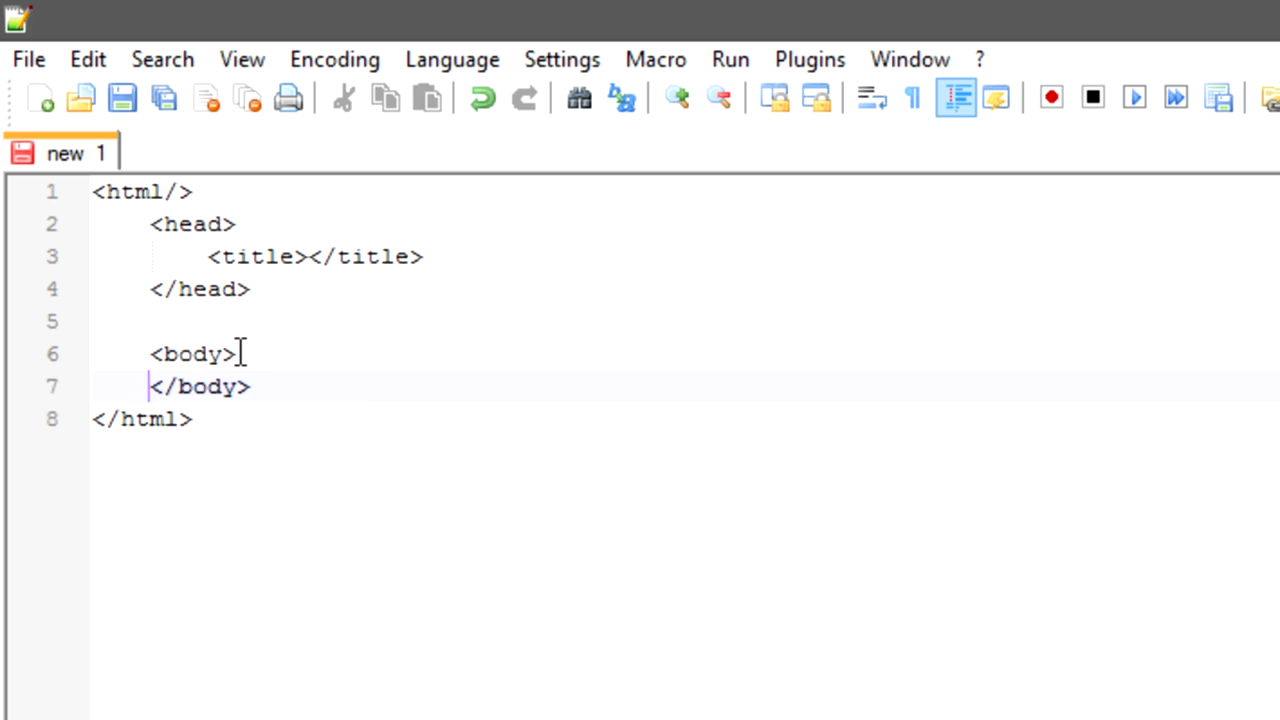 File Edit Search View Encoding Language Settings Macro Run Plugins Window ?
new 1
1 <html/>
2 <head>
3 <title></title>
4 </head>
5
6 <body>
7 </body>
8 </html>